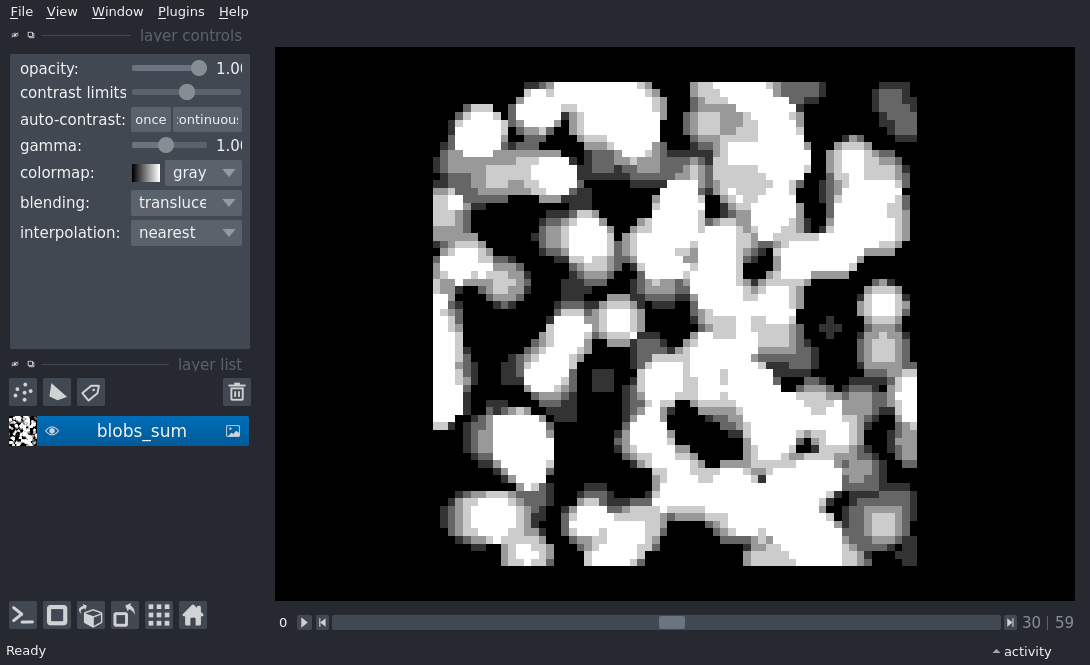 File View Window Plugins Help
layer controls
opacity: 1.00
contrast limits
auto-contrast: once continuous
gamma: 1.00
colormap: gray
blending: transluce
interpolation: nearest
layer list
blobs_sum
0 30 | 59
Ready
activity